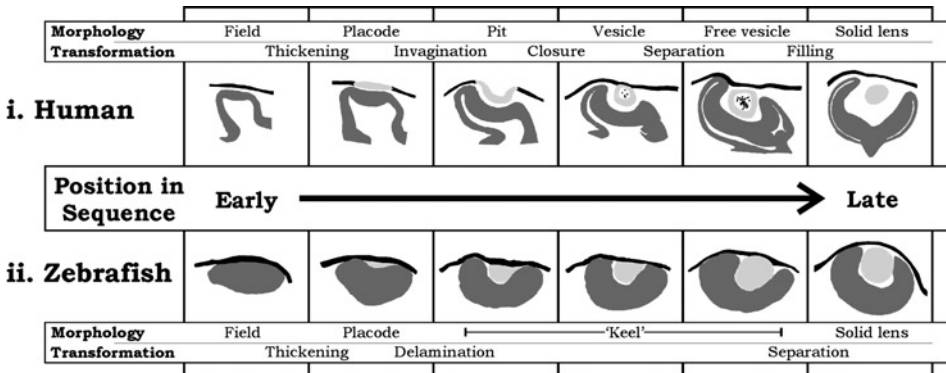 Morphology Field Placode Pit Vesicle Free vesicle Solid lens
Transformation Thickening Invagination Closure Separation Filling
i. Human
Position in
Sequence
Early Late
ii. Zebrafish
Morphology Field Placode ‘Keel’ Solid lens
Transformation Thickening Delamination Separation